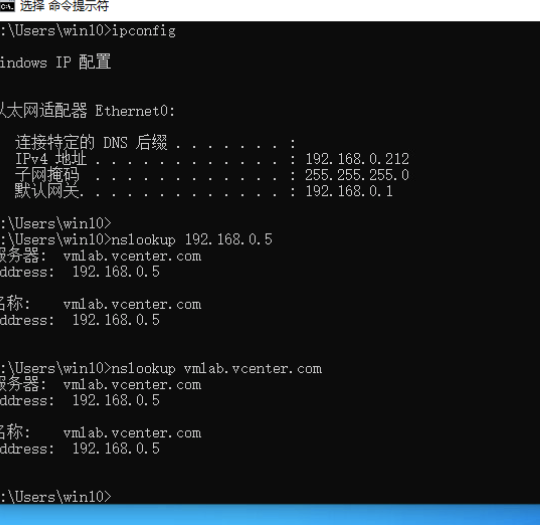 选择 命令提示符
:\Users\win10>ipconfig
indows IP 配置
以太网适配器 Ethernet0:
连接特定的 DNS 后缀 . . . . . . . :
IPv4 地址 . . . . . . . . . . . . : 192.168.0.212
子网掩码 . . . . . . . . . . . . : 255.255.255.0
默认网关. . . . . . . . . . . . . : 192.168.0.1
:\Users\win10>
:\Users\win10>nslookup 192.168.0.5
服务器: vmlab.vcenter.com
ddress: 192.168.0.5
名称: vmlab.vcenter.com
ddress: 192.168.0.5
:\Users\win10>nslookup vmlab.vcenter.com
服务器: vmlab.vcenter.com
ddress: 192.168.0.5
名称: vmlab.vcenter.com
ddress: 192.168.0.5
:\Users\win10>